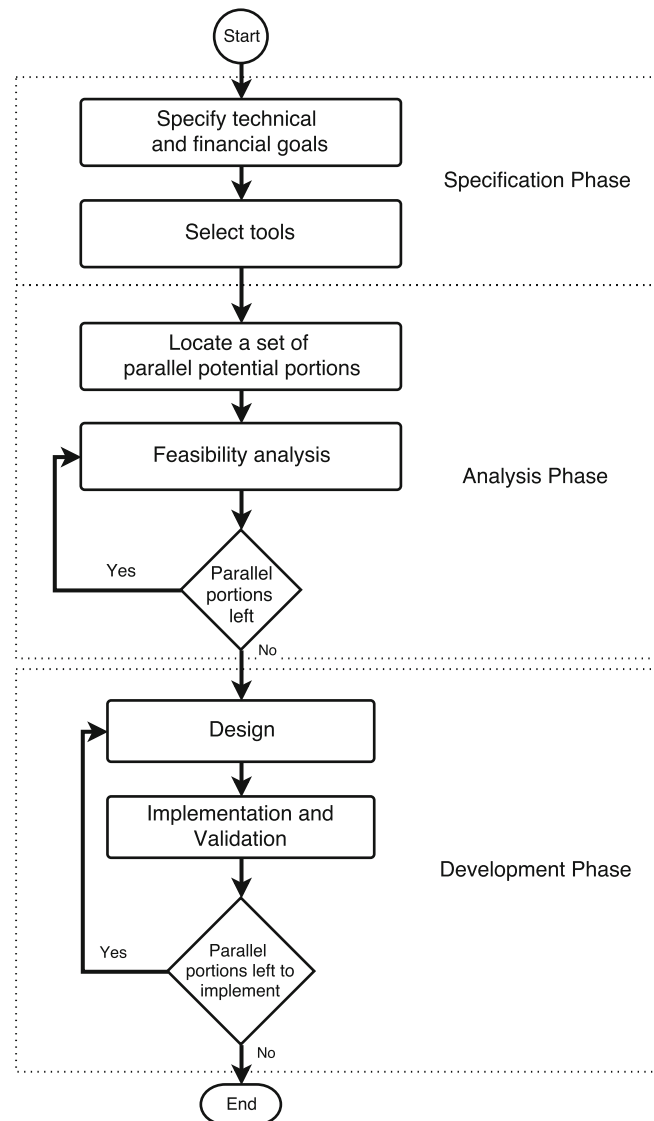 Start
Specify technical
and financial goals
Specification Phase
Select tools
Locate a set of
parallel potential portions
Feasibility analysis
Analysis Phase
Yes
Parallel
portions
left
No
Design
Implementation and
Validation
Development Phase
Yes
Parallel
portions left to
implement
No
End